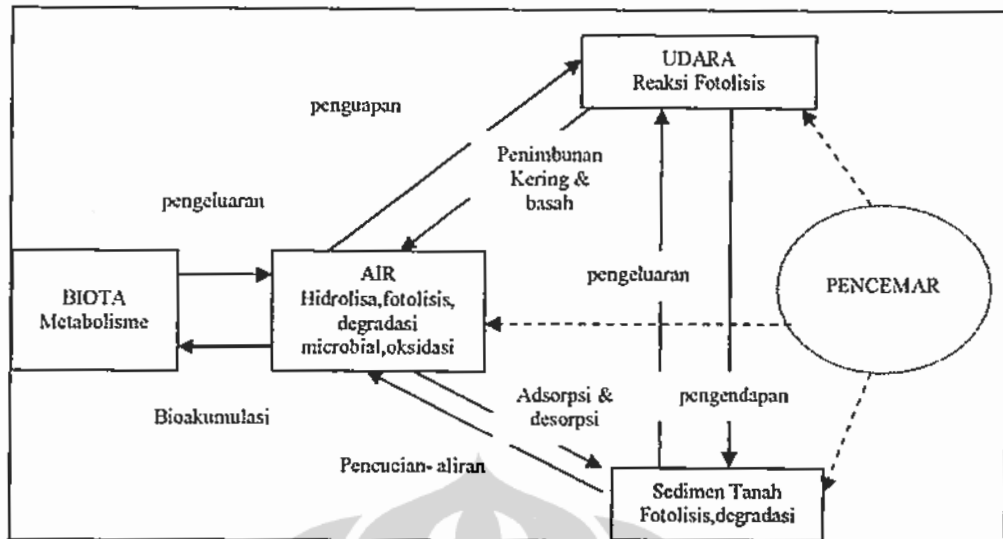 UDARA
Reaksi Fotolisis
penguapan
Penimbunan
Kering &
basah
pengeluaran
BIOTA
Metabolisme
AIR
Hidrolisa,fotolisis,
degradasi
microbial,oksidasi
pengeluaran
PENCEMAR
Bioakumulasi
Adsorpsi &
desorpsi
pengendapan
Pencucian- aliran
Sedimen Tanah
Fotolisis,degradasi